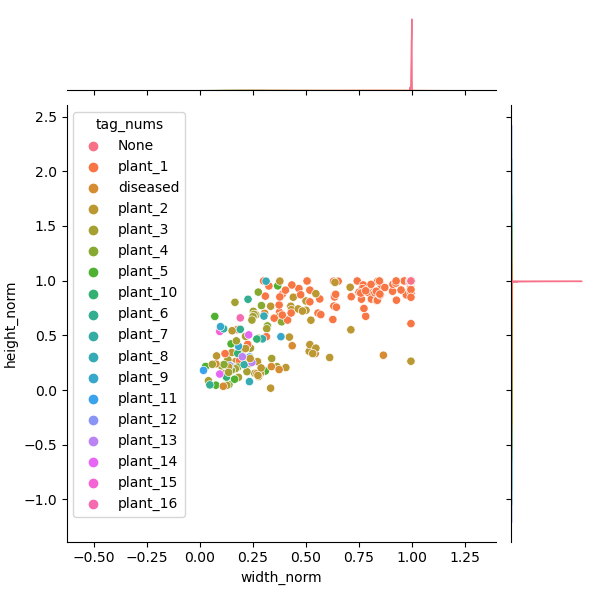 2.5
2.0
1.5
1.0
0.5
0.0
−0.5
−1.0
height_norm
tag_nums
None
plant_1
diseased
plant_2
plant_3
plant_4
plant_5
plant_10
plant_6
plant_7
plant_8
plant_9
plant_11
plant_12
plant_13
plant_14
plant_15
plant_16
−0.50 −0.25 0.00 0.25 0.50 0.75 1.00 1.25
width_norm